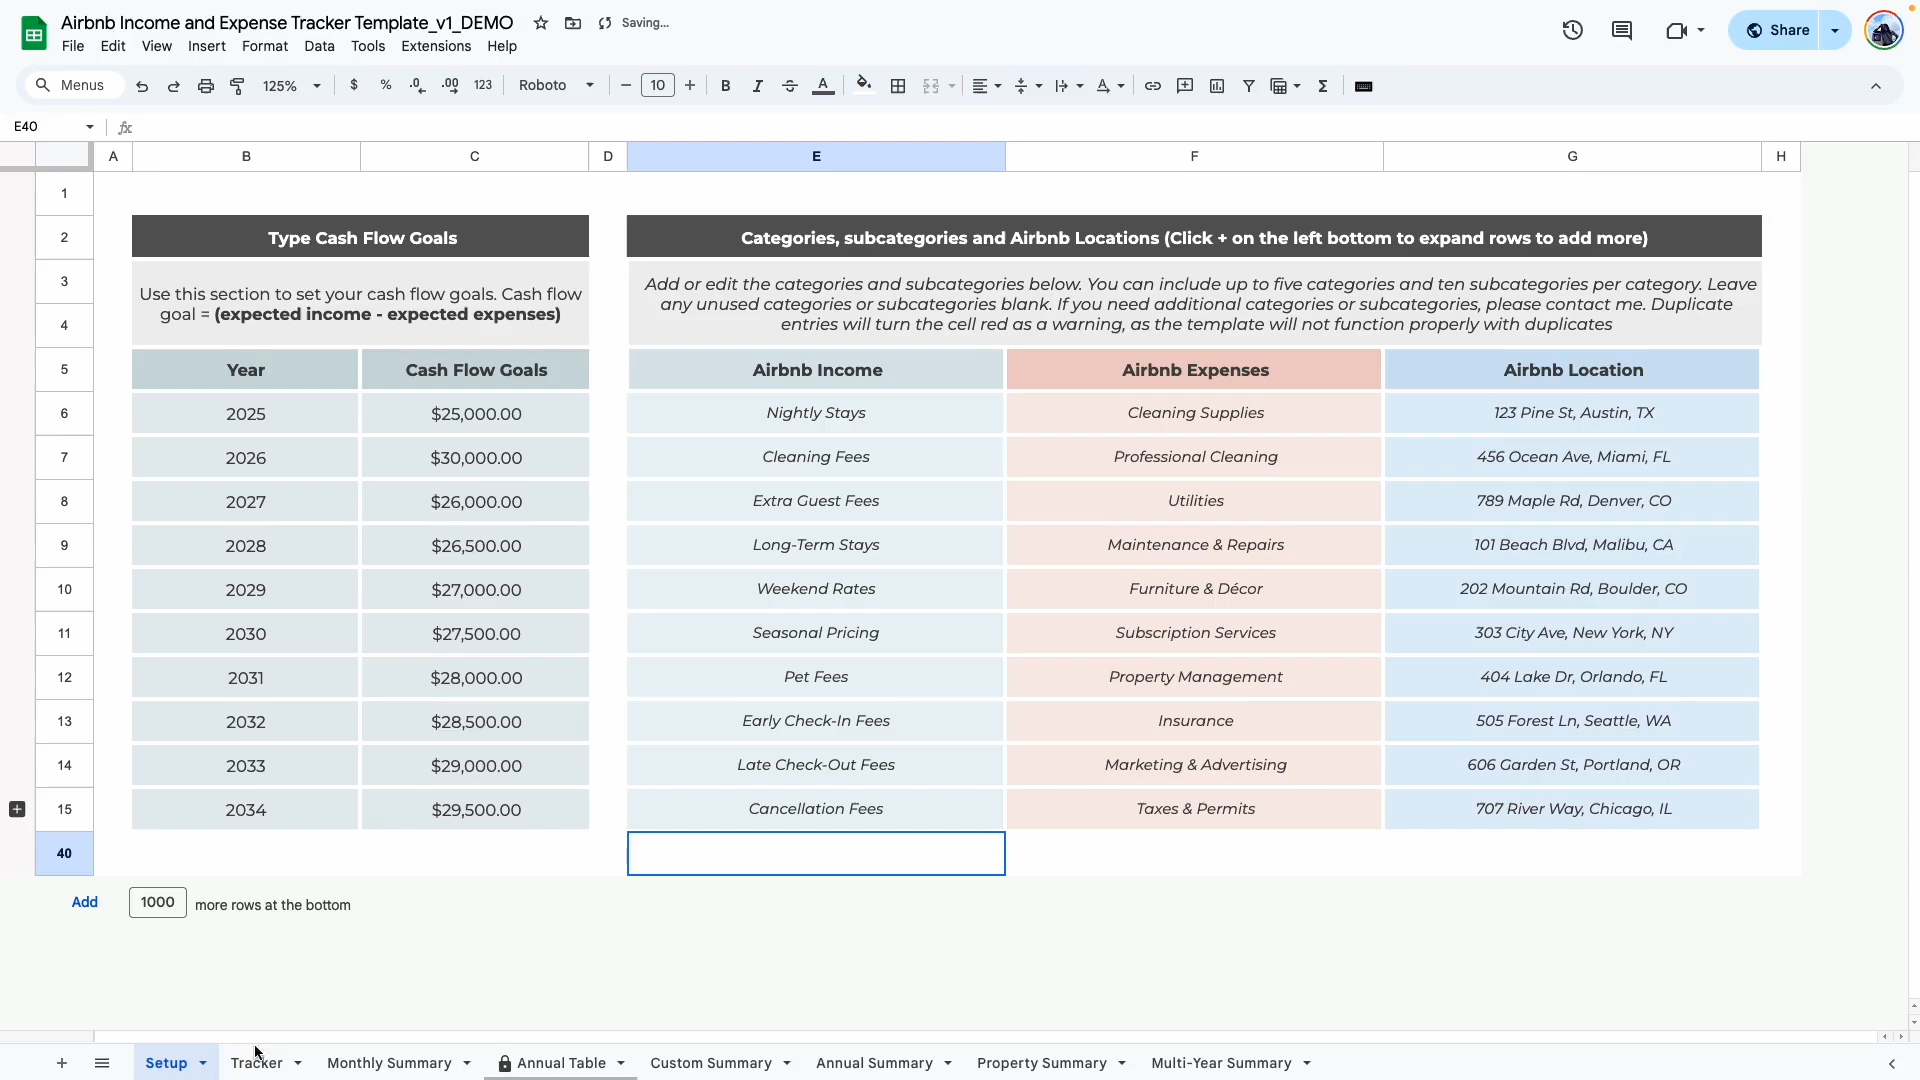 Airbnb Income and Expense Tracker Template_v1_DEMO
Saving...
File Edit View Insert Format Data Tools Extensions Help
Share
Menus
125%
$ % .0 .00 123
Roboto
10
E40
fx
A B C D E F G H
1
2 Type Cash Flow Goals Categories, subcategories and Airbnb Locations (Click + on the left bottom to expand rows to add more)
3
4
Use this section to set your cash flow goals. Cash flow
goal = (expected income - expected expenses)
Add or edit the categories and subcategories below. You can include up to five categories and ten subcategories per category. Leave
any unused categories or subcategories blank. If you need additional categories or subcategories, please contact me. Duplicate
entries will turn the cell red as a warning, as the template will not function properly with duplicates
5 Year Cash Flow Goals Airbnb Income Airbnb Expenses Airbnb Location
6 2025 $25,000.00 Nightly Stays Cleaning Supplies 123 Pine St, Austin, TX
7 2026 $30,000.00 Cleaning Fees Professional Cleaning 456 Ocean Ave, Miami, FL
8 2027 $26,000.00 Extra Guest Fees Utilities 789 Maple Rd, Denver, CO
9 2028 $26,500.00 Long-Term Stays Maintenance & Repairs 101 Beach Blvd, Malibu, CA
10 2029 $27,000.00 Weekend Rates Furniture & Décor 202 Mountain Rd, Boulder, CO
11 2030 $27,500.00 Seasonal Pricing Subscription Services 303 City Ave, New York, NY
12 2031 $28,000.00 Pet Fees Property Management 404 Lake Dr, Orlando, FL
13 2032 $28,500.00 Early Check-In Fees Insurance 505 Forest Ln, Seattle, WA
14 2033 $29,000.00 Late Check-Out Fees Marketing & Advertising 606 Garden St, Portland, OR
15 2034 $29,500.00 Cancellation Fees Taxes & Permits 707 River Way, Chicago, IL
40
Add 1000 more rows at the bottom
Setup Tracker Monthly Summary Annual Table Custom Summary Annual Summary Property Summary Multi-Year Summary